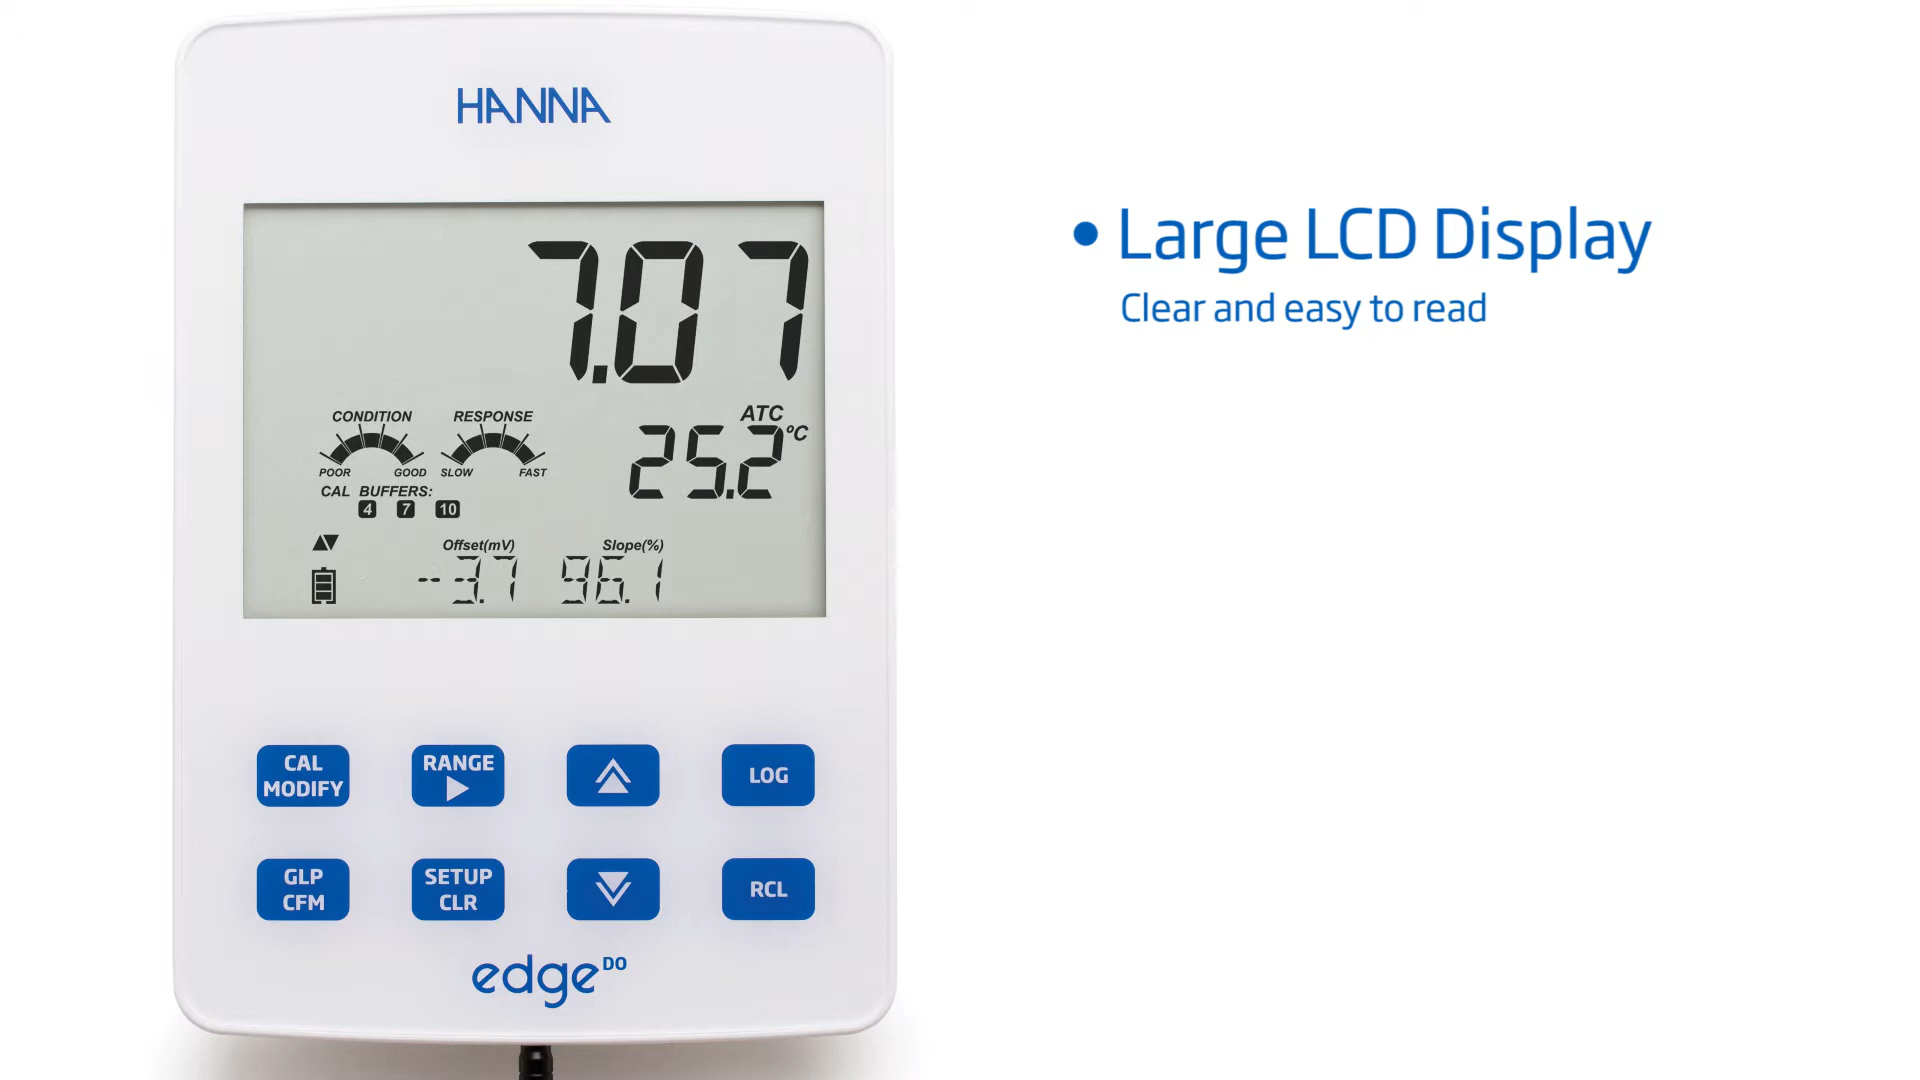 HANNA
7.07
ATC
25.2 °C
CONDITION RESPONSE
POOR GOOD SLOW FAST
CAL BUFFERS:
4 7 10
Offset(mV) Slope(%)
-3.7 96.1
CAL MODIFY
RANGE
LOG
GLP CFM
SETUP CLR
RCL
edge DO
• Large LCD Display
Clear and easy to read